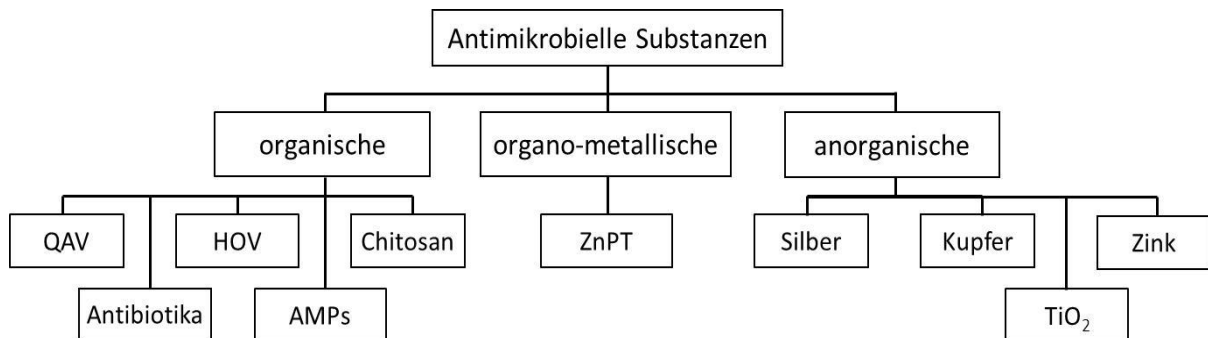 Antimikrobielle Substanzen
organische
organo-metallische
anorganische
QAV
HOV
Chitosan
ZnPT
Silber
Kupfer
Zink
Antibiotika
AMPs
TiO₂